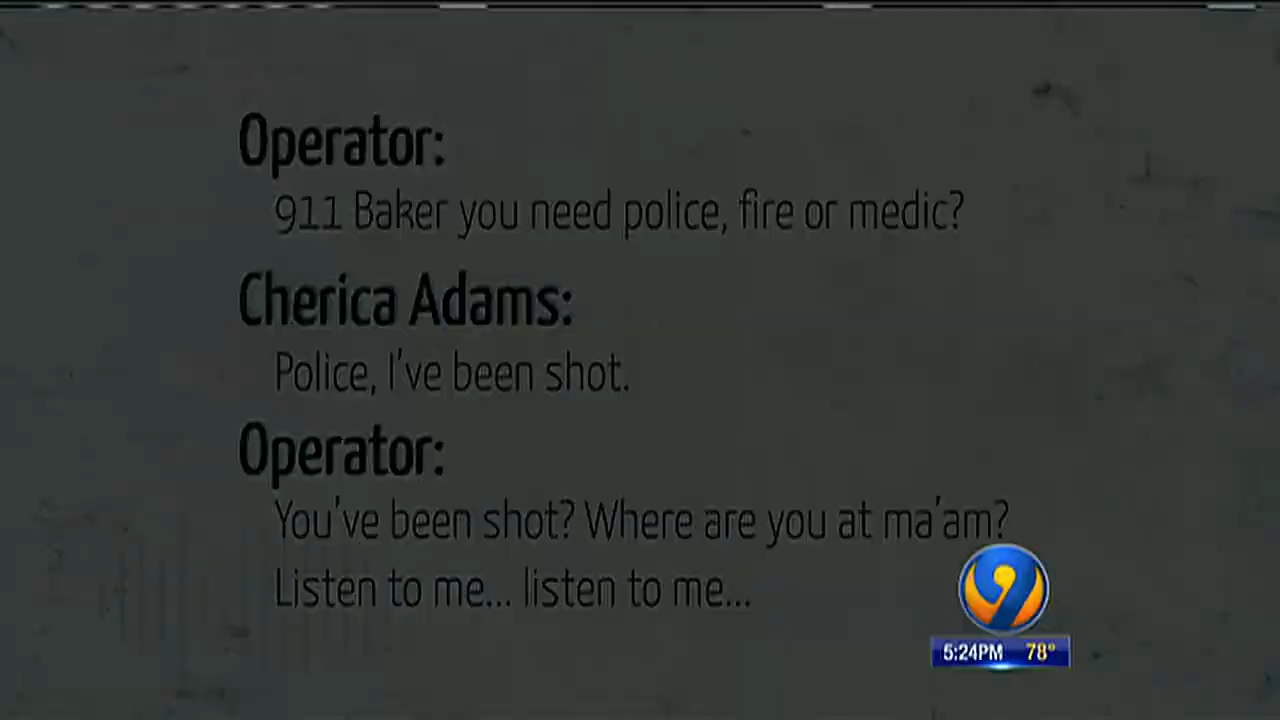 Operator:
911 Baker you need police, fire or medic?
Cherica Adams:
Police, I've been shot.
Operator:
You've been shot? Where are you at ma'am?
Listen to me... listen to me...
9
5:24PM 78°